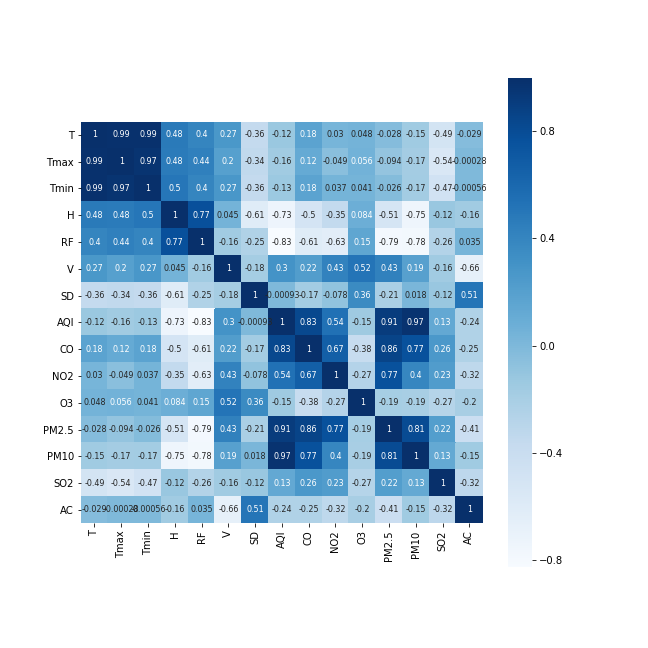 T 1 0.99 0.99 0.48 0.4 0.27 -0.36 -0.12 0.18 0.03 0.048 -0.028 -0.15 -0.49 -0.029
Tmax 0.99 1 0.97 0.48 0.44 0.2 -0.34 -0.16 0.12 -0.049 0.056 -0.094 -0.17 -0.54 -0.00028
Tmin 0.99 0.97 1 0.5 0.4 0.27 -0.36 -0.13 0.18 0.037 0.041 -0.026 -0.17 -0.47 -0.00056
H 0.48 0.48 0.5 1 0.77 0.045 -0.61 -0.73 -0.5 -0.35 0.084 -0.51 -0.75 -0.12 -0.16
RF 0.4 0.44 0.4 0.77 1 -0.16 -0.25 -0.83 -0.61 -0.63 0.15 -0.79 -0.78 -0.26 0.035
V 0.27 0.2 0.27 0.045 -0.16 1 -0.18 0.3 0.22 0.43 0.52 0.43 0.19 -0.16 -0.66
SD -0.36 -0.34 -0.36 -0.61 -0.25 -0.18 1 -0.17 -0.078 0.36 -0.21 0.018 -0.12 0.51
AQI -0.12 -0.16 -0.13 -0.73 -0.83 0.3 1 0.83 0.54 -0.15 0.91 0.97 0.13 -0.24
CO 0.18 0.12 0.18 -0.5 -0.61 0.22 -0.17 0.83 1 0.67 -0.38 0.86 0.77 0.26 -0.25
NO2 0.03 -0.049 0.037 -0.35 -0.63 0.43 -0.078 0.54 0.67 1 -0.27 0.77 0.4 0.23 -0.32
O3 0.048 0.056 0.041 0.084 0.15 0.52 0.36 -0.15 -0.38 -0.27 1 -0.19 -0.19 -0.27 -0.2
PM2.5 -0.028 -0.094 -0.026 -0.51 -0.79 0.43 -0.21 0.91 0.86 0.77 -0.19 1 0.81 0.22 -0.41
PM10 -0.15 -0.17 -0.17 -0.75 -0.78 0.19 0.018 0.97 0.77 0.4 -0.19 0.81 1 0.13 -0.15
SO2 -0.49 -0.54 -0.47 -0.12 -0.26 -0.16 -0.12 0.13 0.26 0.23 -0.27 0.22 0.13 1 -0.32
AC -0.029 -0.00028 -0.00056 -0.16 0.035 -0.66 0.51 -0.24 -0.25 -0.32 -0.2 -0.41 -0.15 -0.32 1
T Tmax Tmin H RF V SD AQI CO NO2 O3 PM2.5 PM10 SO2 AC
0.8
0.4
0.0
−0.4
−0.8